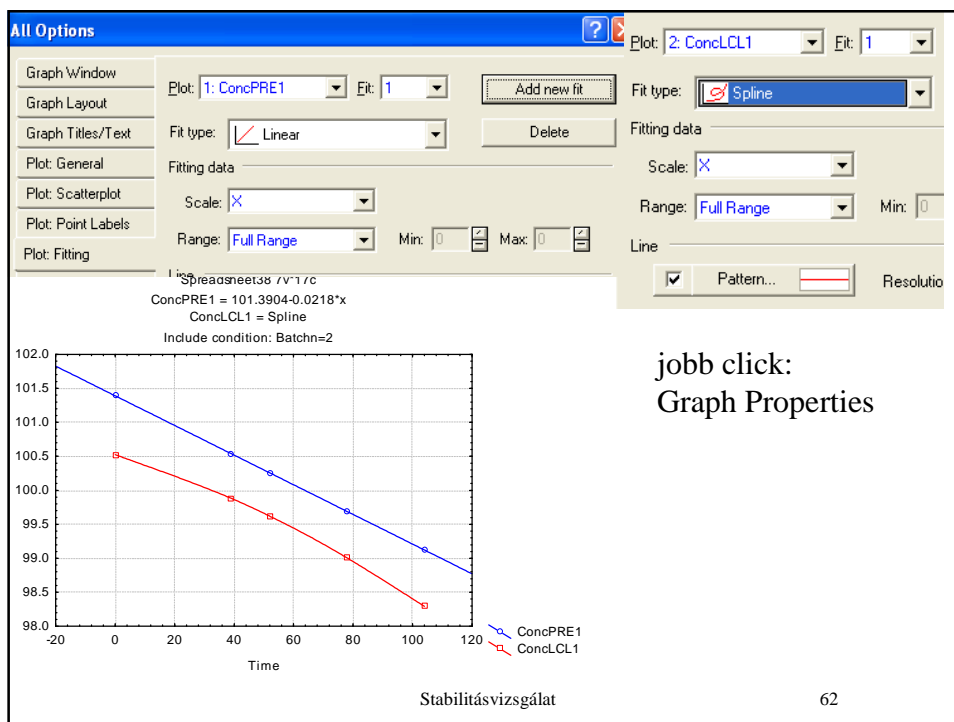 All Options
?
Graph Window
Graph Layout
Graph Titles/Text
Plot: General
Plot: Scatterplot
Plot: Point Labels
Plot: Fitting
Plot: 1: ConcPRE1 Fit: 1 Add new fit
Fit type: Linear Delete
Fitting data
Scale: X
Range: Full Range Min: 0 Max: 0
Line
Plot: 2: ConcLCL1 Fit: 1
Fit type: Spline
Fitting data
Scale: X
Range: Full Range Min: 0
Line
Pattern... Resolutio
Spreadsheet38 7v*17c
ConcPRE1 = 101.3904-0.0218*x
ConcLCL1 = Spline
Include condition: Batchn=2
102.0
101.5
101.0
100.5
100.0
99.5
99.0
98.5
98.0
-20 0 20 40 60 80 100 120
Time
ConcPRE1
ConcLCL1
jobb click:
Graph Properties
Stabilitásvizsgálat 62